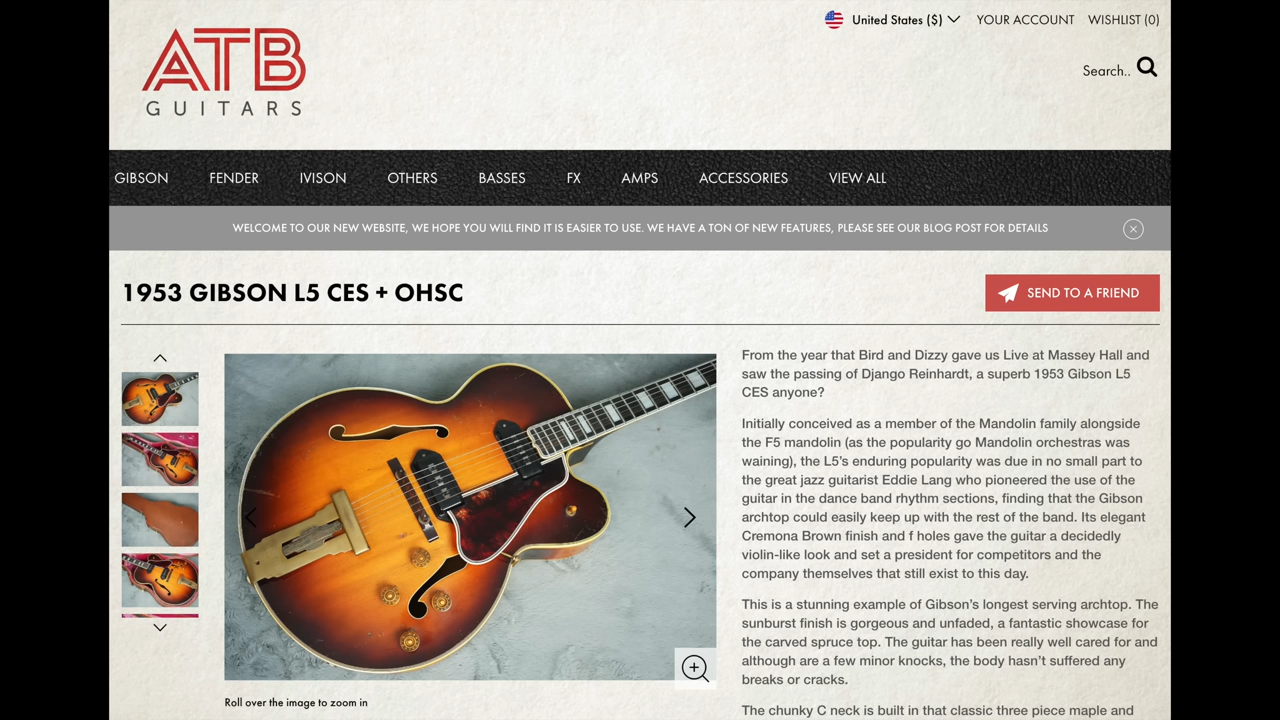 United States ($)
YOUR ACCOUNT
WISHLIST (0)
ATB
GUITARS
Search..
GIBSON
FENDER
IVISON
OTHERS
BASSES
FX
AMPS
ACCESSORIES
VIEW ALL
WELCOME TO OUR NEW WEBSITE, WE HOPE YOU WILL FIND IT IS EASIER TO USE. WE HAVE A TON OF NEW FEATURES, PLEASE SEE OUR BLOG POST FOR DETAILS
1953 GIBSON L5 CES + OHSC
SEND TO A FRIEND
From the year that Bird and Dizzy gave us Live at Massey Hall and
saw the passing of Django Reinhardt, a superb 1953 Gibson L5
CES anyone?
Initially conceived as a member of the Mandolin family alongside
the F5 mandolin (as the popularity go Mandolin orchestras was
waining), the L5's enduring popularity was due in no small part to
the great jazz guitarist Eddie Lang who pioneered the use of the
guitar in the dance band rhythm sections, finding that the Gibson
archtop could easily keep up with the rest of the band. Its elegant
Cremona Brown finish and f holes gave the guitar a decidedly
violin-like look and set a president for competitors and the
company themselves that still exist to this day.
This is a stunning example of Gibson's longest serving archtop. The
sunburst finish is gorgeous and unfaded, a fantastic showcase for
the carved spruce top. The guitar has been really well cared for and
although are a few minor knocks, the body hasn't suffered any
breaks or cracks.
The chunky C neck is built in that classic three piece maple and
Roll over the image to zoom in